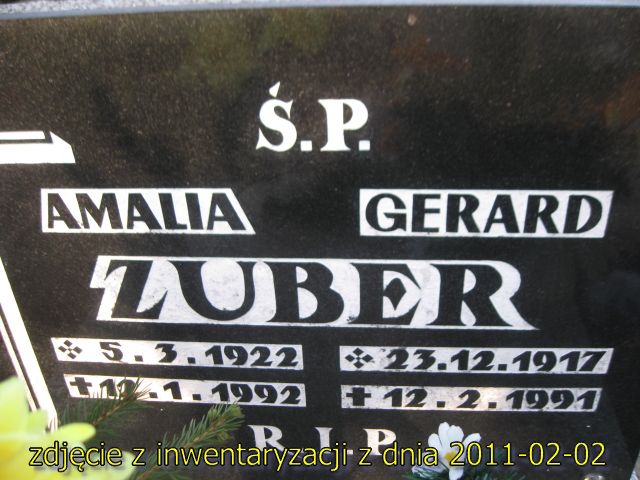 Ś.P.
AMALIA GERARD
ZUBER
5.3.1922 23.12.1917
.1.1992 12.2.1991
R.I.P.
zdjęcie z inwentaryzacji z dnia 2011-02-02